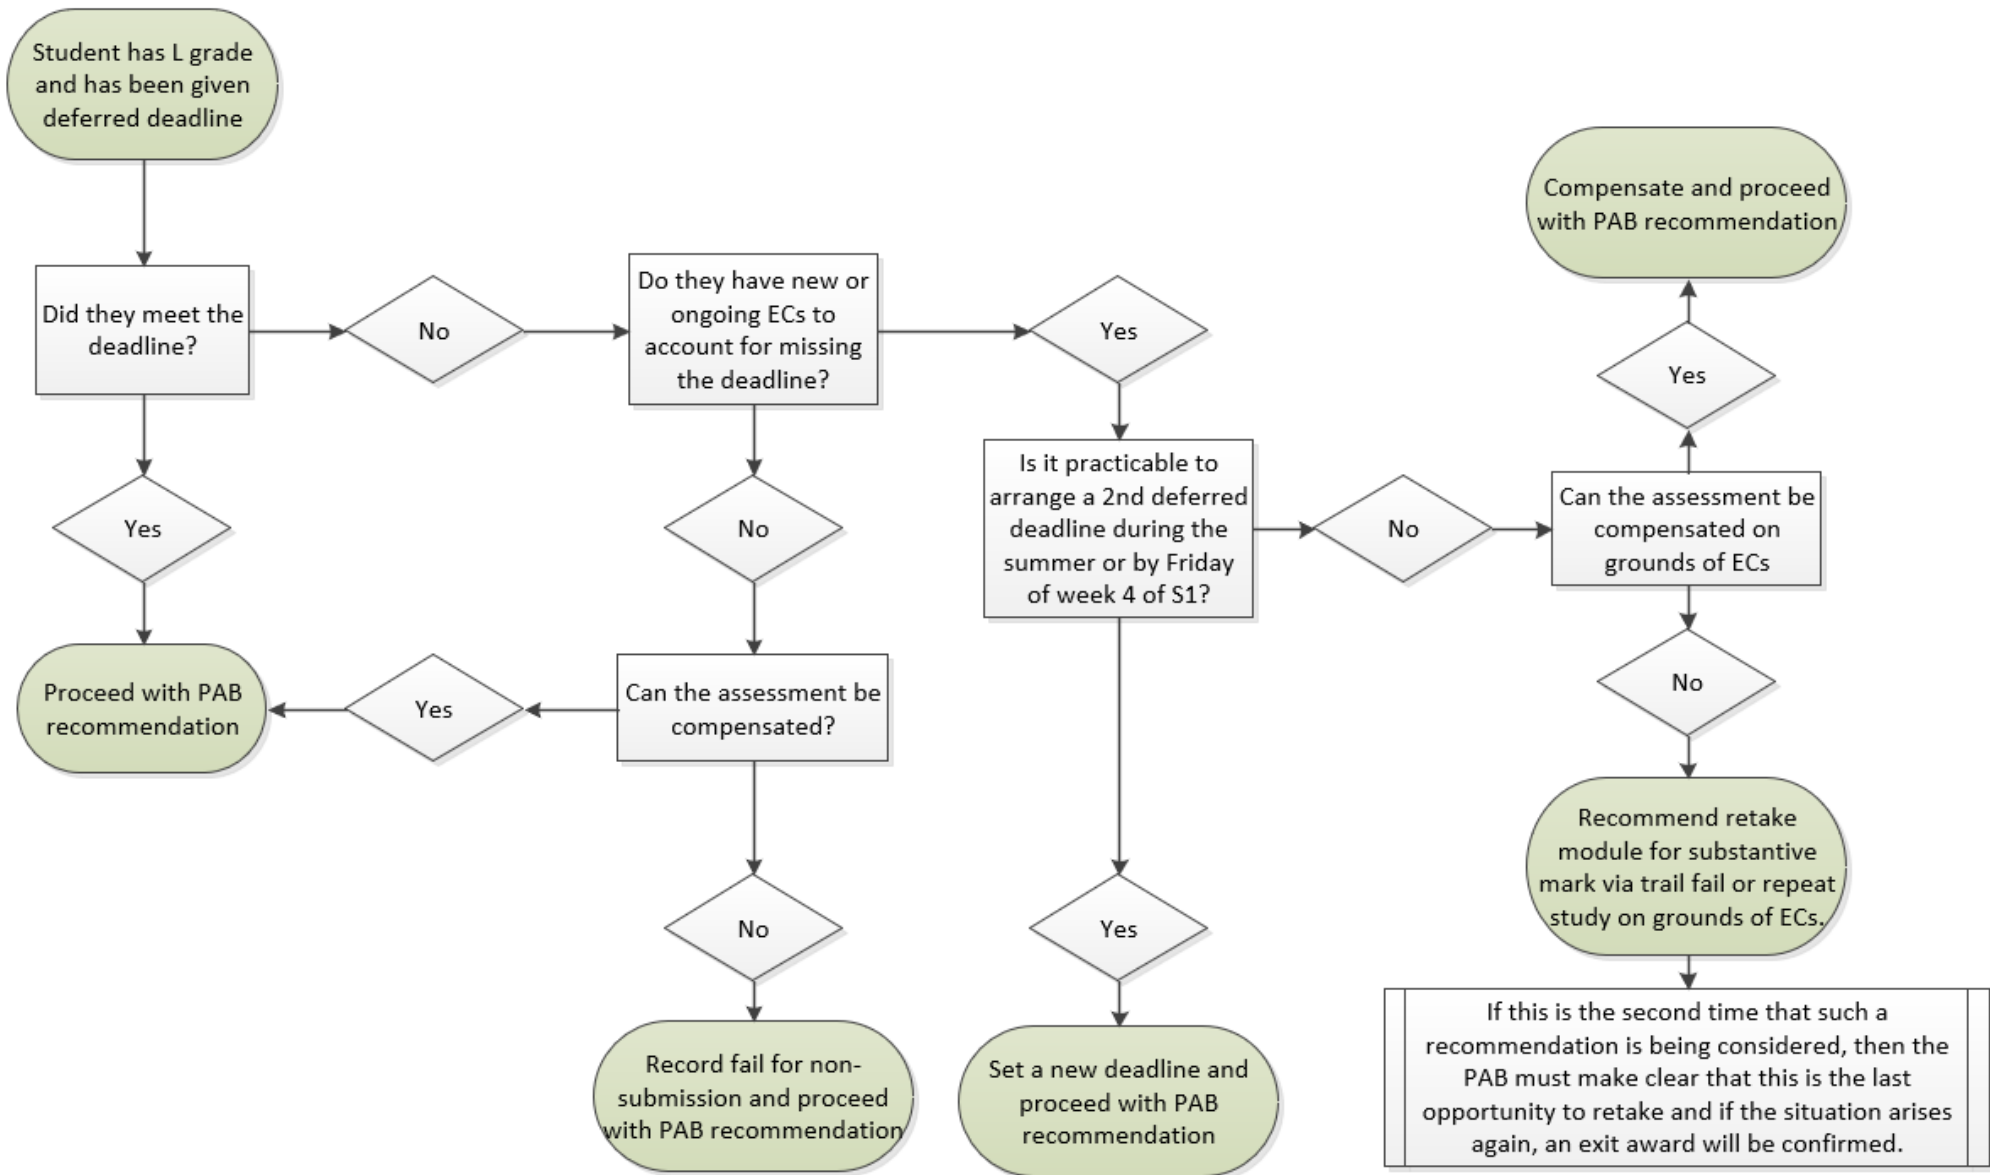 Student has L grade
and has been given
deferred deadline
Did they meet the
deadline?
No
Do they have new or
ongoing ECs to
account for missing
the deadline?
Yes
Compensate and proceed
with PAB recommendation
Yes
Yes
No
Is it practicable to
arrange a 2nd deferred
deadline during the
summer or by Friday
of week 4 of S1?
No
Can the assessment be
compensated on
grounds of ECs
No
Proceed with PAB
recommendation
Yes
Can the assessment be
compensated?
No
Yes
Recommend retake
module for substantive
mark via trail fail or repeat
study on grounds of ECs.
Record fail for non-
submission and proceed
with PAB recommendation
Set a new deadline and
proceed with PAB
recommendation
If this is the second time that such a
recommendation is being considered, then the
PAB must make clear that this is the last
opportunity to retake and if the situation arises
again, an exit award will be confirmed.